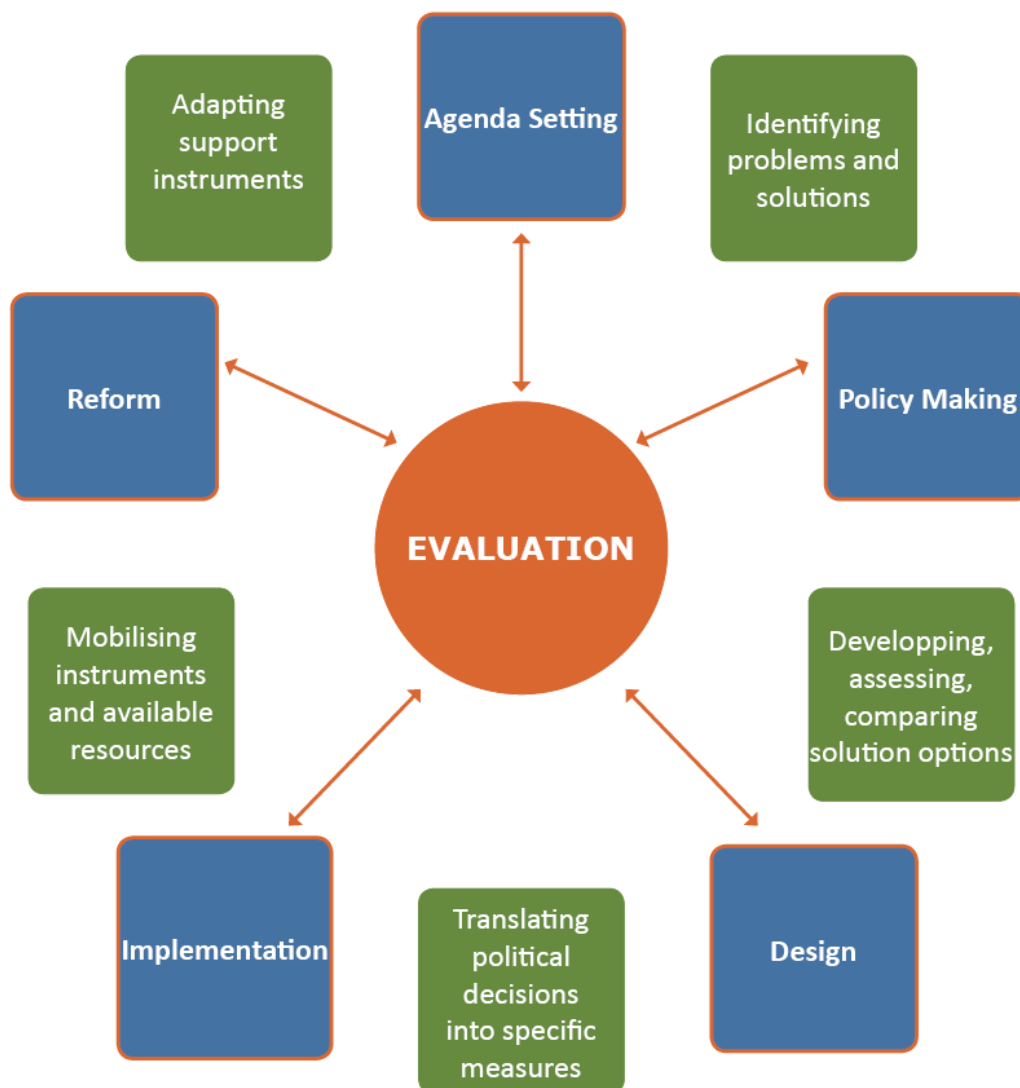 Agenda Setting
Identifying
problems and
solutions
Policy Making
Developping,
assessing,
comparing
solution options
Design
Translating
political
decisions
into specific
measures
Implementation
Mobilising
instruments
and available
resources
Reform
Adapting
support
instruments
EVALUATION